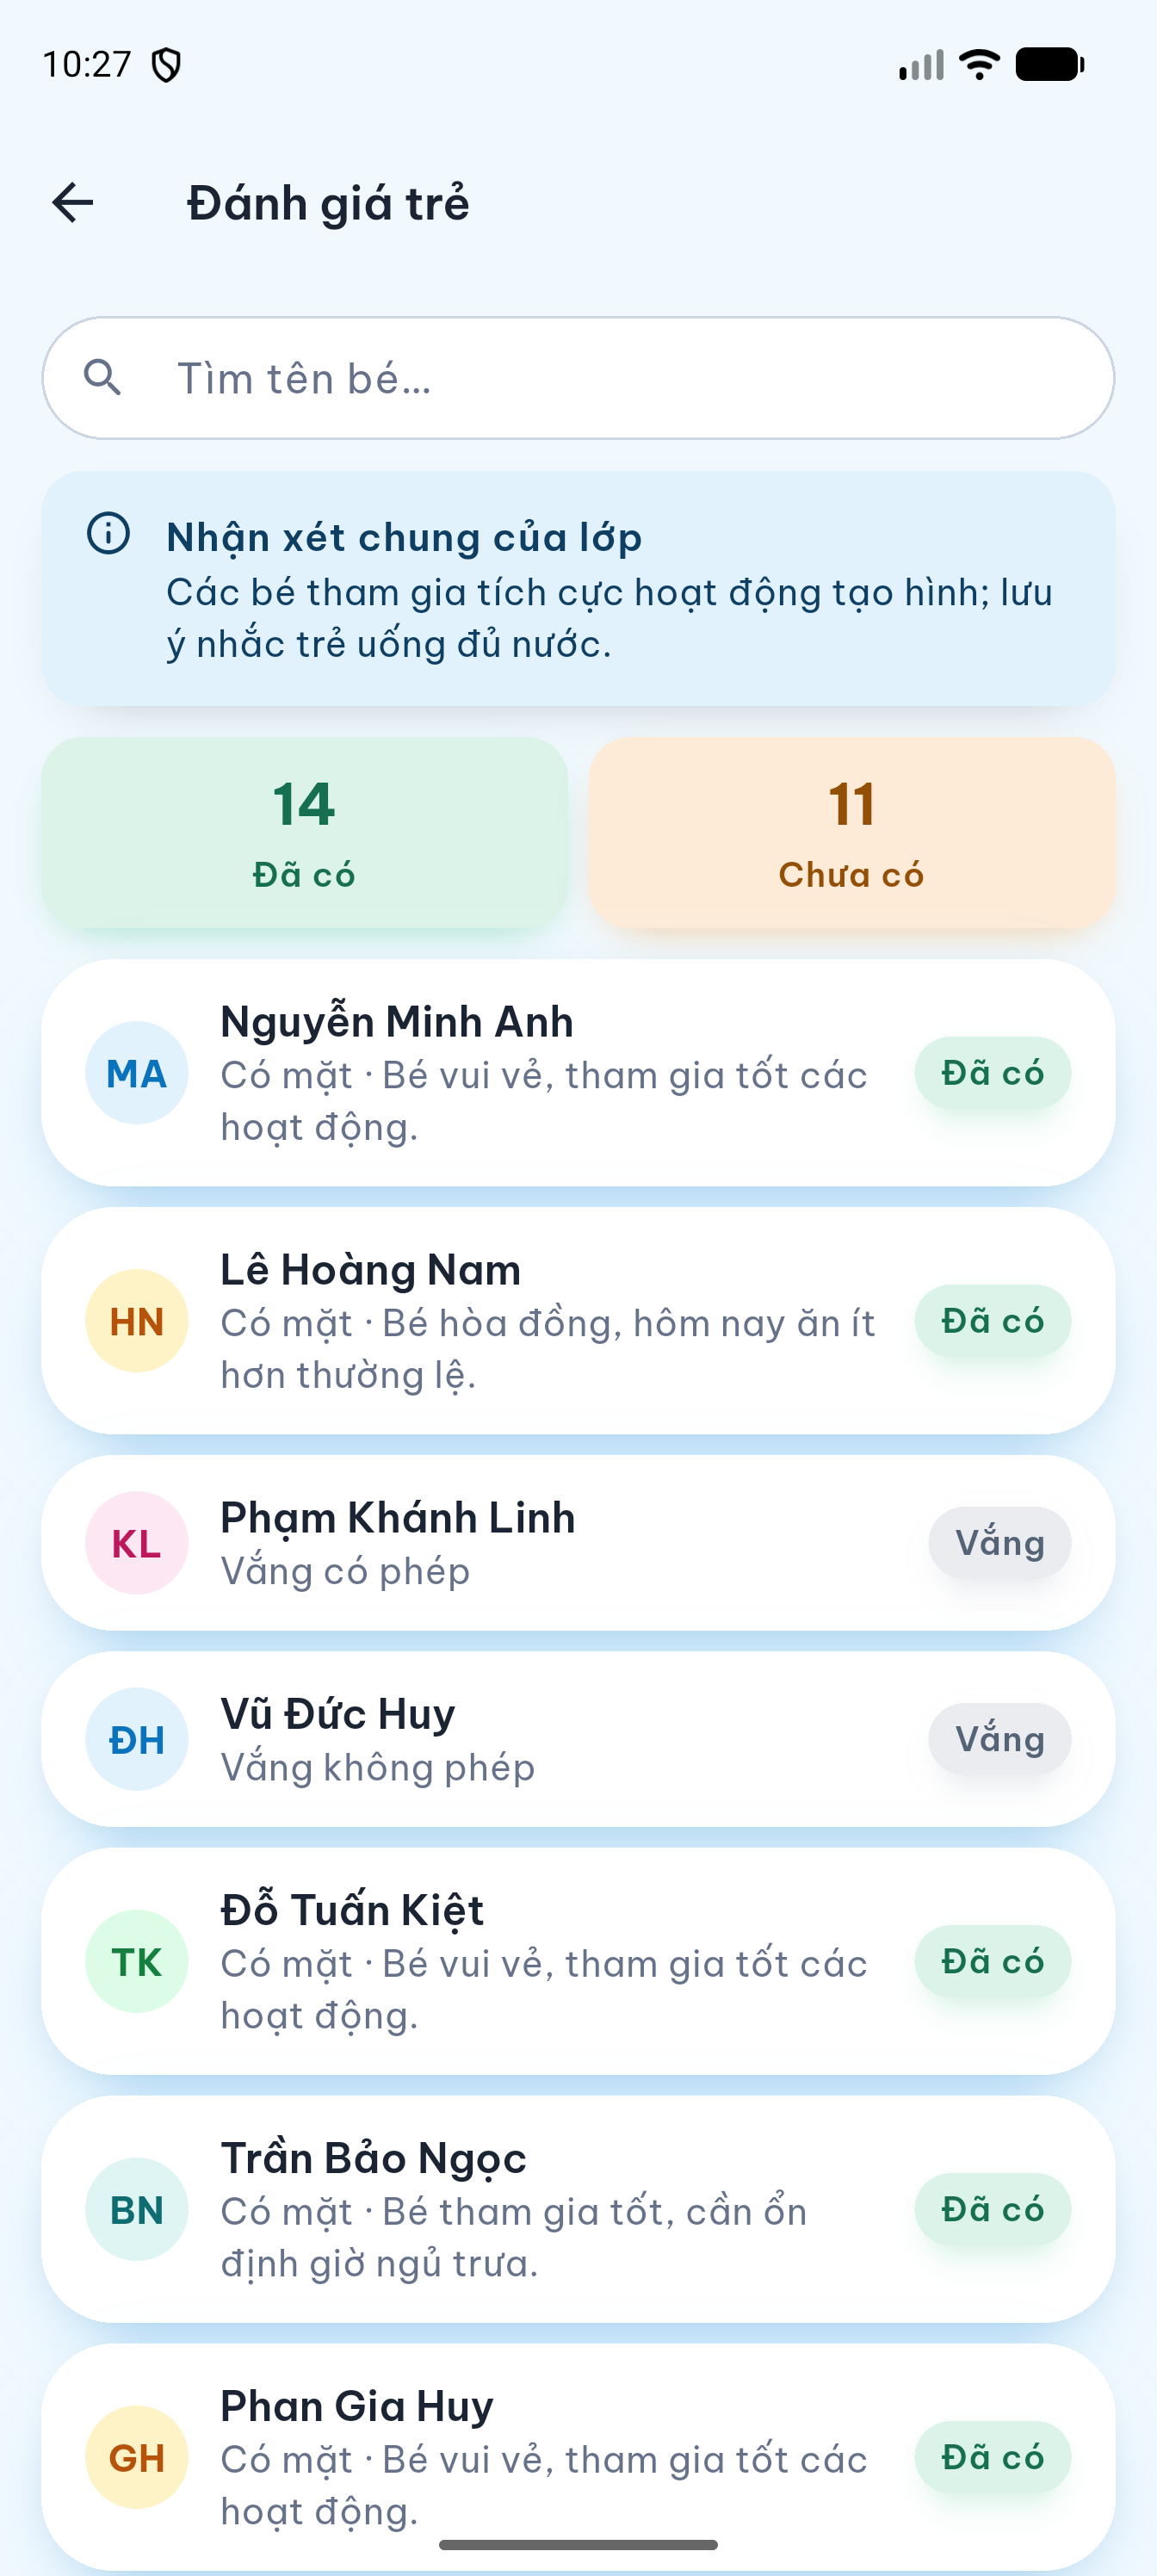 10:27
Đánh giá trẻ
Tìm tên bé...
Nhận xét chung của lớp
Các bé tham gia tích cực hoạt động tạo hình; lưu
ý nhắc trẻ uống đủ nước.
14
Đã có
11
Chưa có
MA
Nguyễn Minh Anh
Có mặt · Bé vui vẻ, tham gia tốt các
hoạt động.
Đã có
HN
Lê Hoàng Nam
Có mặt · Bé hòa đồng, hôm nay ăn ít
hơn thường lệ.
Đã có
KL
Phạm Khánh Linh
Vắng có phép
Vắng
ĐH
Vũ Đức Huy
Vắng không phép
Vắng
TK
Đỗ Tuấn Kiệt
Có mặt · Bé vui vẻ, tham gia tốt các
hoạt động.
Đã có
BN
Trần Bảo Ngọc
Có mặt · Bé tham gia tốt, cần ổn
định giờ ngủ trưa.
Đã có
GH
Phan Gia Huy
Có mặt · Bé vui vẻ, tham gia tốt các
hoạt động.
Đã có